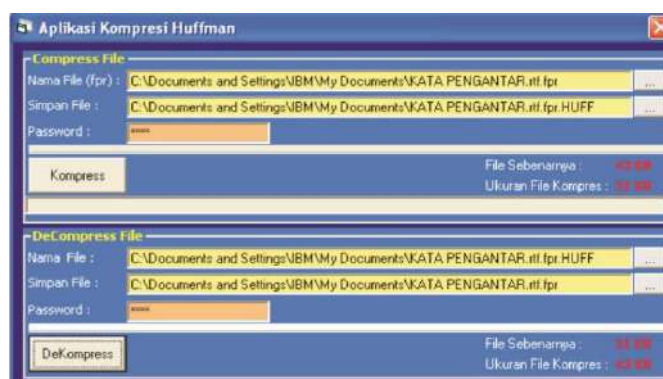 Aplikasi Kompresi Huffman
Compress File
Nama File (fpr) : C:\Documents and Settings\IBM\My Documents\KATA PENGANTAR.rtf.fpr ...
Simpan File : C:\Documents and Settings\IBM\My Documents\KATA PENGANTAR.rtf.fpr.HUFF ...
Password : ****
Kompress
File Sebenarnya :
Ukuran File Kompres :
DeCompress File
Nama File : C:\Documents and Settings\IBM\My Documents\KATA PENGANTAR.rtf.fpr.HUFF ...
Simpan File : C:\Documents and Settings\IBM\My Documents\KATA PENGANTAR.rtf.fpr ...
Password : ****
DeKompress
File Sebenarnya :
Ukuran File Kompres :